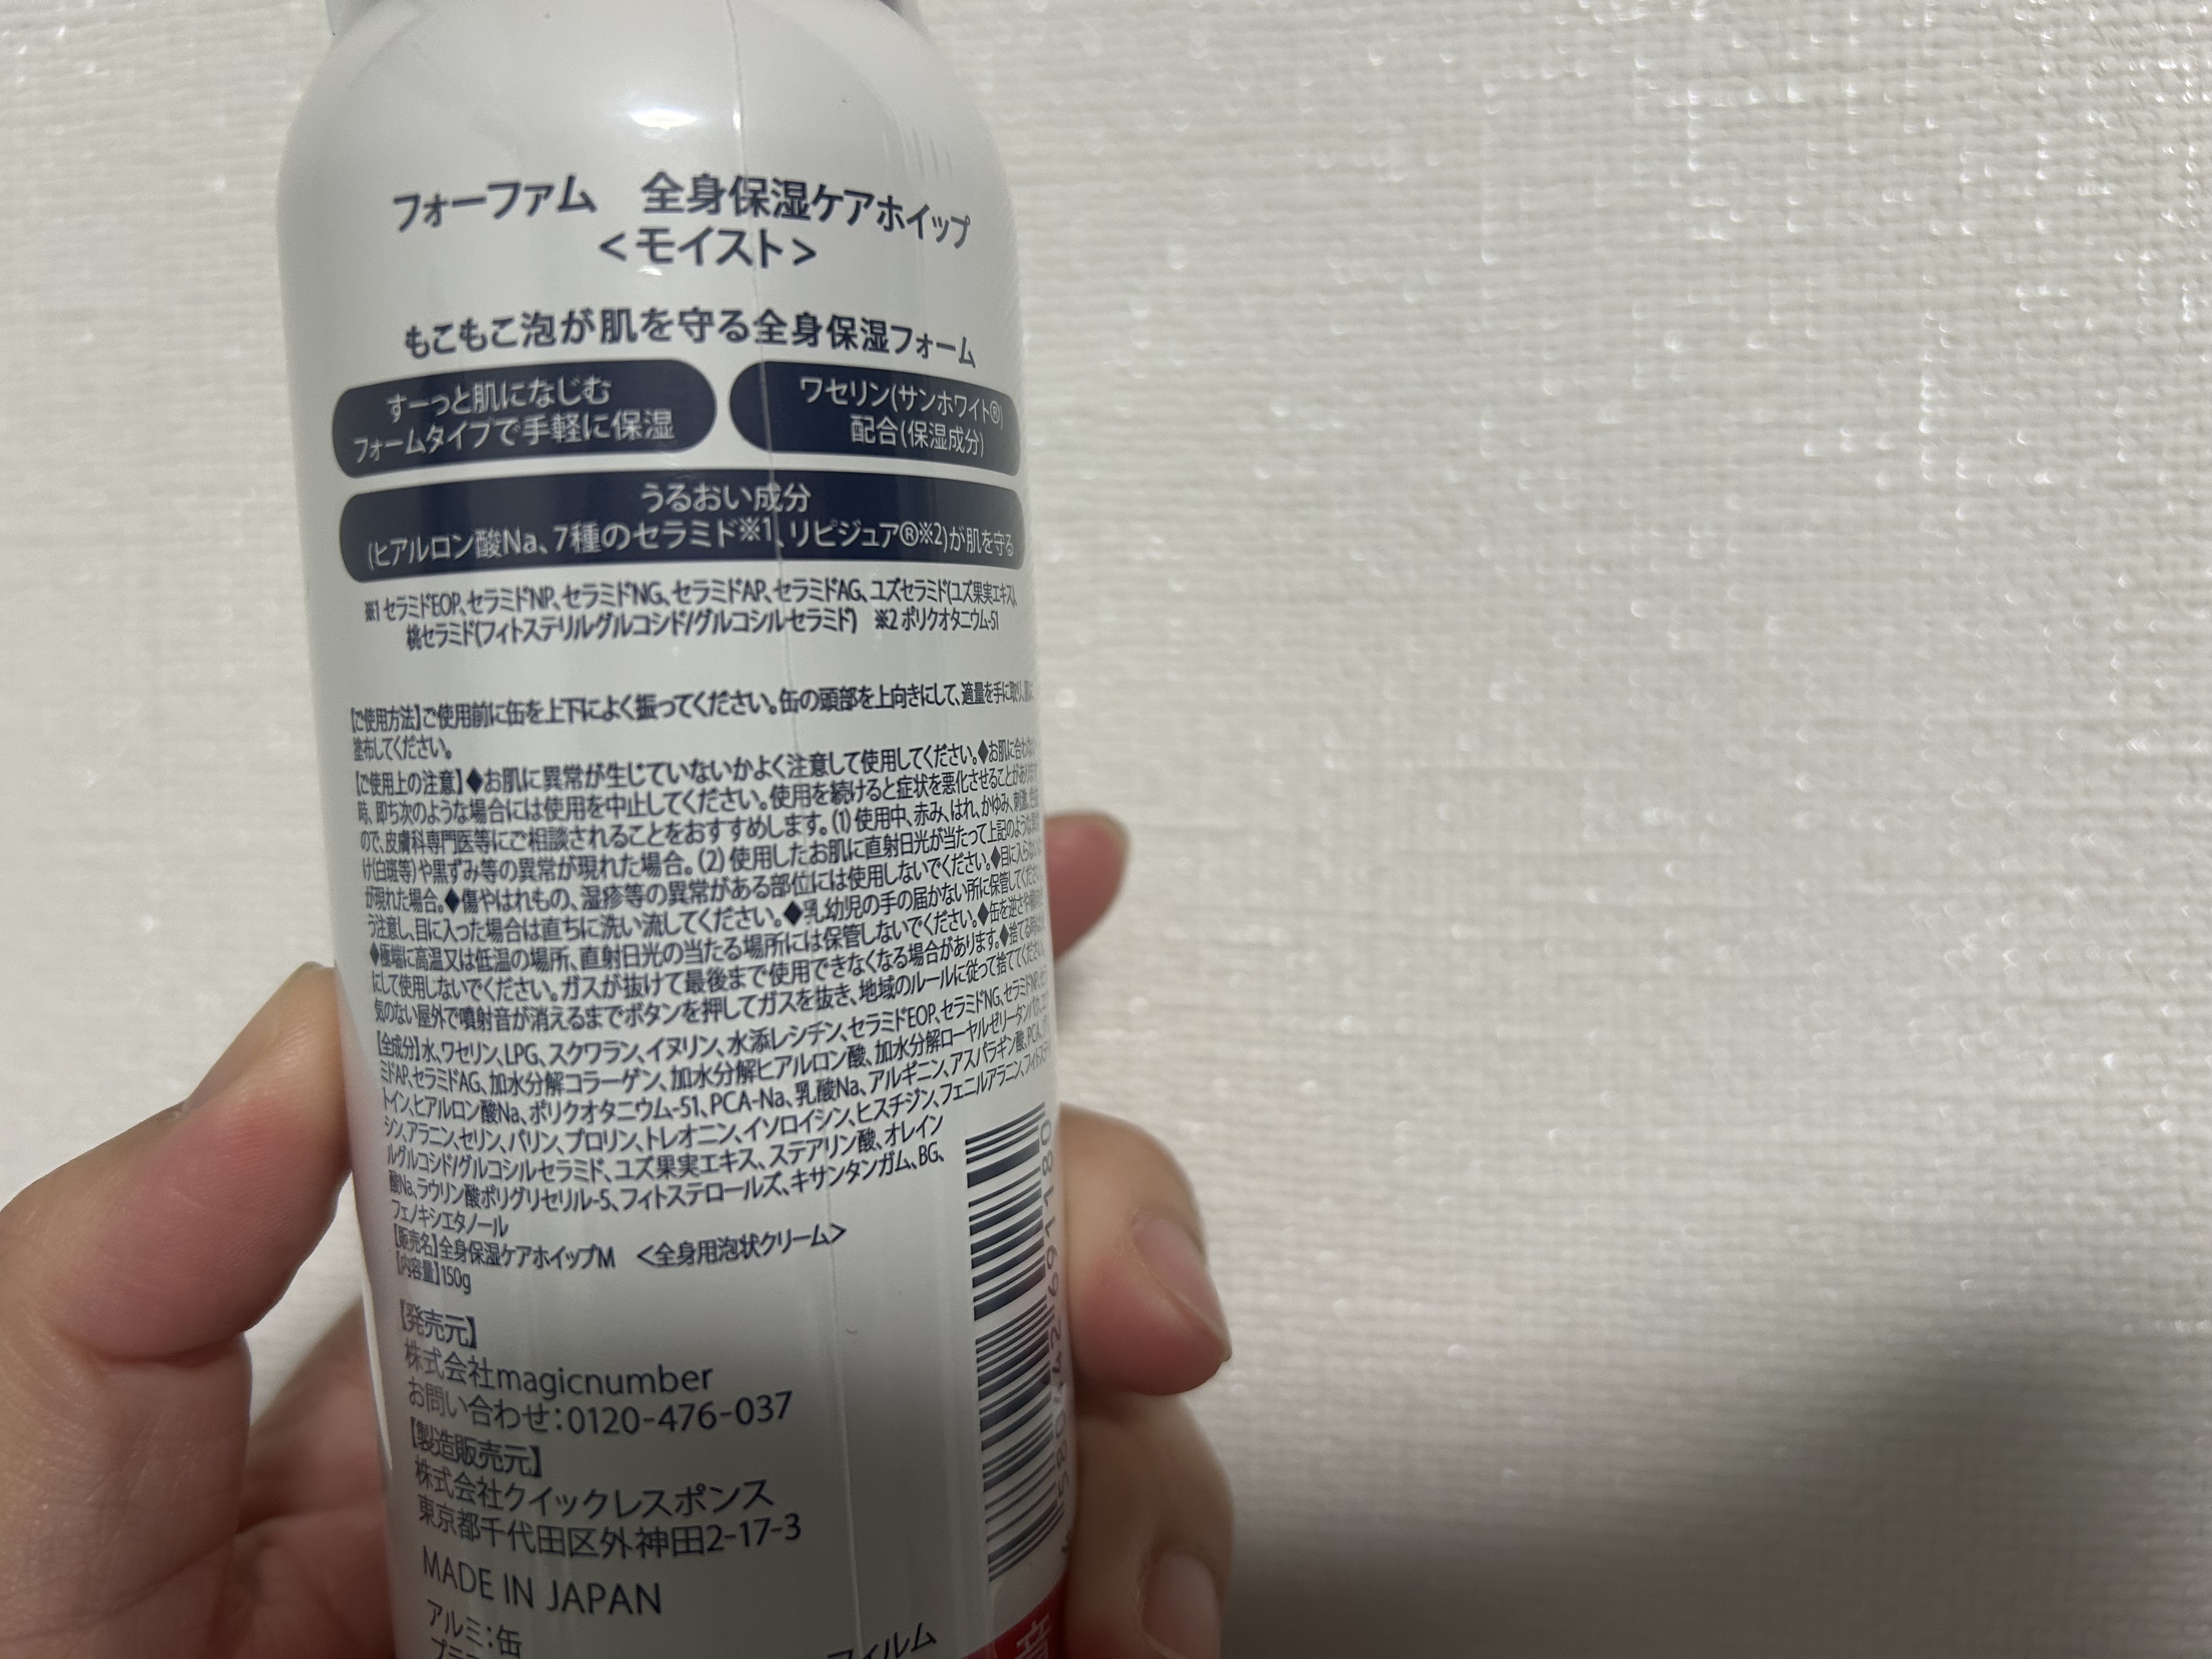 フォーファム　全身保湿ケアホイップ
<モイスト>
もこもこ泡が肌を守る全身保湿フォーム
すーっと肌になじむ
フォームタイプで手軽に保湿
ワセリン(サンホワイト®)
配合(保湿成分)
うるおい成分
(ヒアルロン酸Na、7種のセラミド※1、リピジュア®※2)が肌を守る
※1 セラミドEOP、セラミドNP、セラミドNG、セラミドAP、セラミドAG、ユズセラミド(ユズ果実エキス)、
桃セラミド(フィトステリルグルコシド/グルコシルセラミド)　※2 ポリクオタニウム-51
【ご使用方法】ご使用前に缶を上下によく振ってください。缶の頭部を上向きにして、適量を手に取り、
塗布してください。
【ご使用上の注意】◆お肌に異常が生じていないかよく注意して使用してください。◆お肌に合わ
時、即ち次のような場合には使用を中止してください。使用を続けると症状を悪化させることがあります
ので、皮膚科専門医等にご相談されることをおすすめします。(1) 使用中、赤み、はれ、かゆみ、刺激、
け(白斑等)や黒ずみ等の異常が現れた場合。(2) 使用したお肌に直射日光が当たって上記のような
が現れた場合。◆傷やはれもの、湿疹等の異常がある部位には使用しないでください。◆目に入らない
う注意し、目に入った場合は直ちに洗い流してください。◆乳幼児の手の届かない所に保管してください。
◆極端に高温又は低温の場所、直射日光の当たる場所には保管しないでください。◆缶を逆さや
にして使用しないでください。ガスが抜けて最後まで使用できなくなる場合があります。◆捨てる時は
気のない屋外で噴射音が消えるまでボタンを押してガスを抜き、地域のルールに従って捨ててください。
【全成分】水、ワセリン、LPG、スクワラン、イヌリン、水添レシチン、セラミドEOP、セラミドNG、セラミドNP、セラ
ミドAP、セラミドAG、加水分解コラーゲン、加水分解ヒアルロン酸、加水分解ローヤルゼリータンパク、
トイン、ヒアルロン酸Na、ポリクオタニウム-51、PCA-Na、乳酸Na、アルギニン、アスパラギン酸、PCA、
シン、アラニン、セリン、バリン、プロリン、トレオニン、イソロイシン、ヒスチジン、フェニルアラニン、フィトステリ
ルグルコシド/グルコシルセラミド、ユズ果実エキス、ステアリン酸、オレイン
酸Na、ラウリン酸ポリグリセリル-5、フィトステロールズ、キサンタンガム、BG、
フェノキシエタノール
【販売名】全身保湿ケアホイップM　<全身用泡状クリーム>
【内容量】150g
【発売元】
株式会社magicnumber
お問い合わせ：0120-476-037
【製造販売元】
株式会社クイックレスポンス
東京都千代田区外神田2-17-3
MADE IN JAPAN
アルミ：缶
フィルム